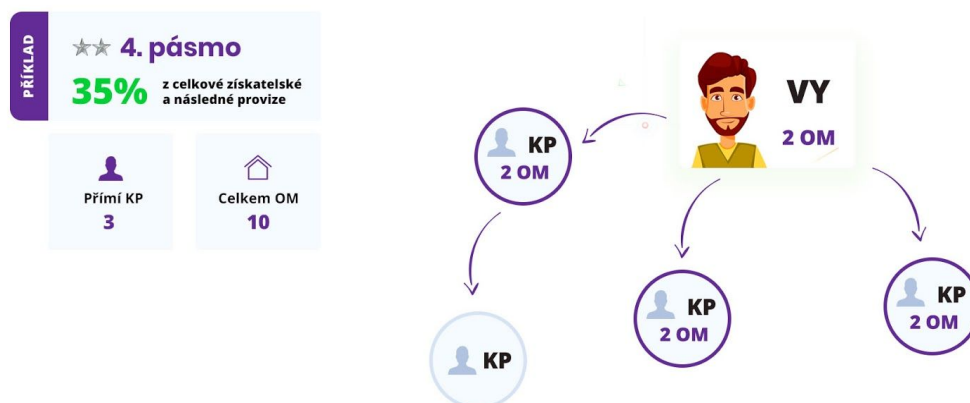 PŘÍKLAD
4. pásmo
35% z celkové získatelské
a následné provize
Přímí KP
3
Celkem OM
10
VY
2 OM
KP
2 OM
KP
2 OM
KP
2 OM
KP